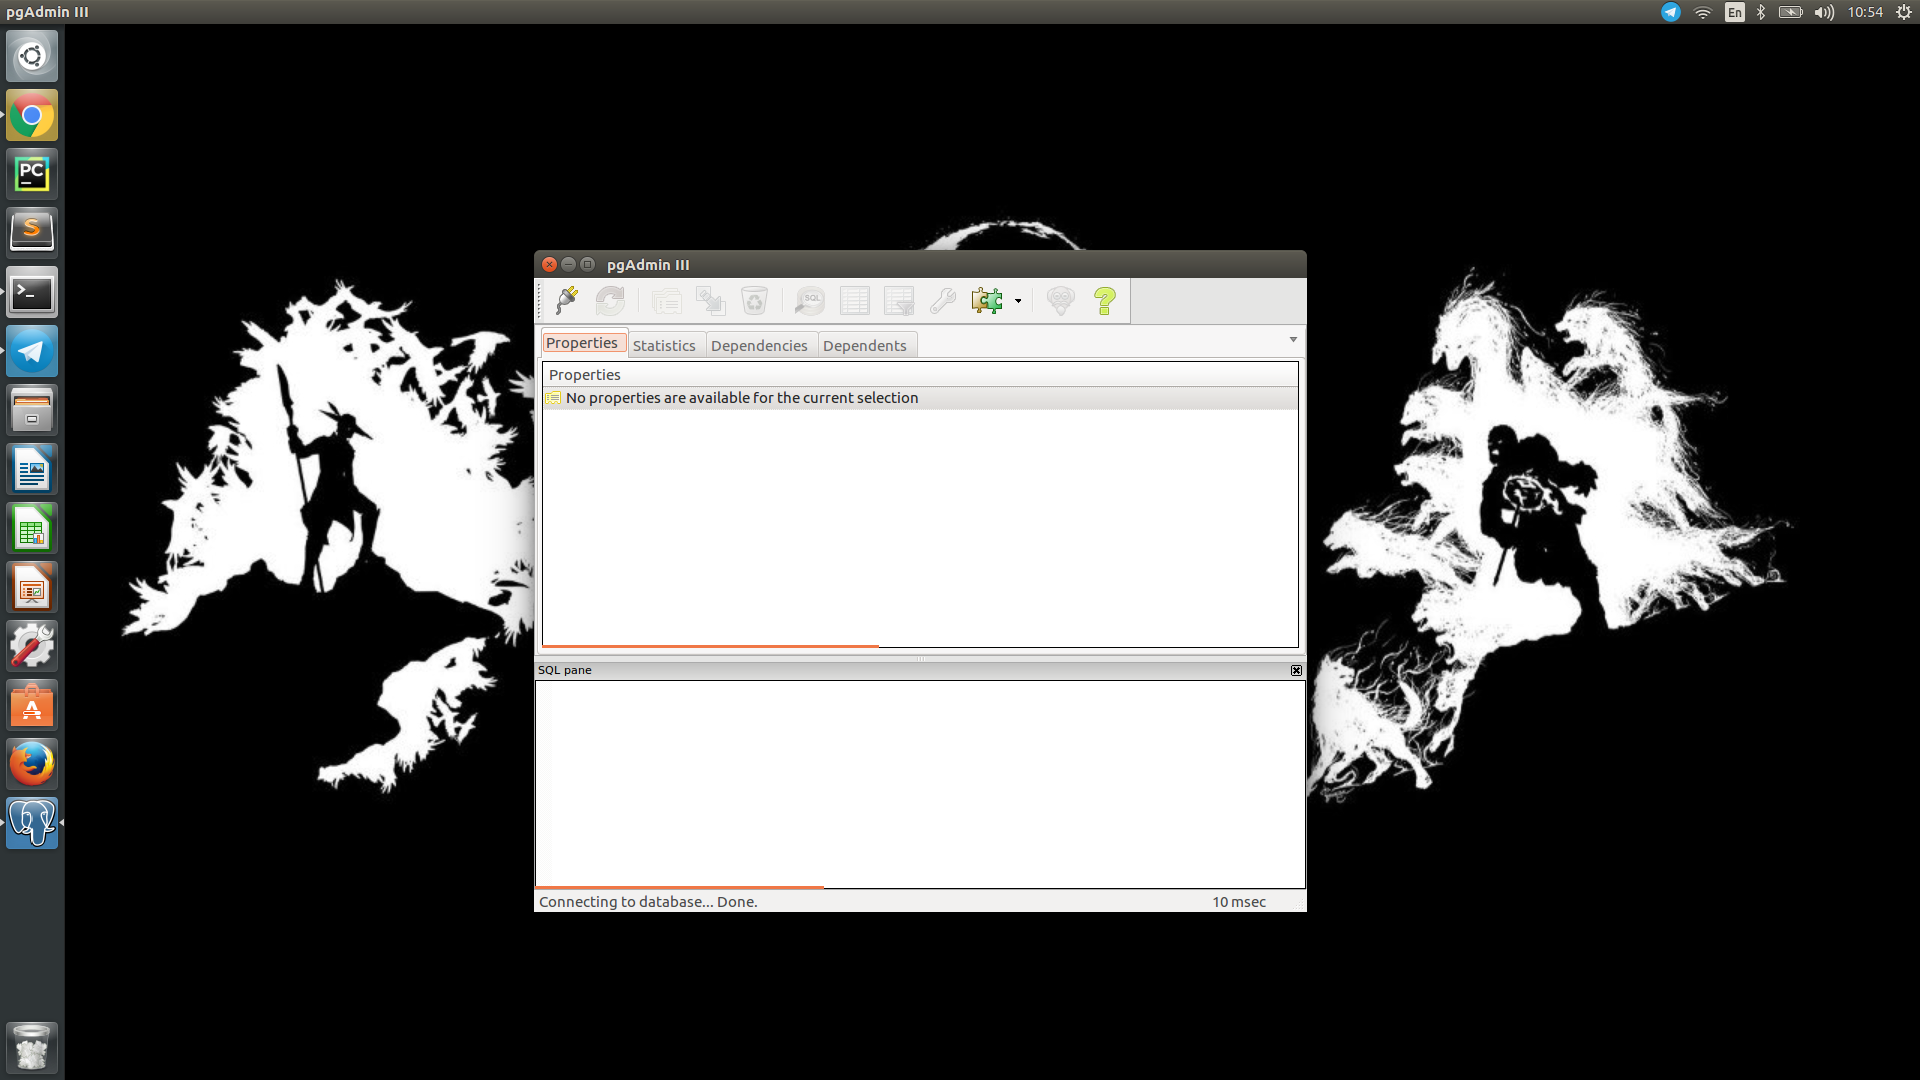 pgAdmin III
En
10:54
PC
S
>_
pgAdmin III
SQL
?
Properties Statistics Dependencies Dependents
Properties
No properties are available for the current selection
SQL pane
Connecting to database... Done.
10 msec